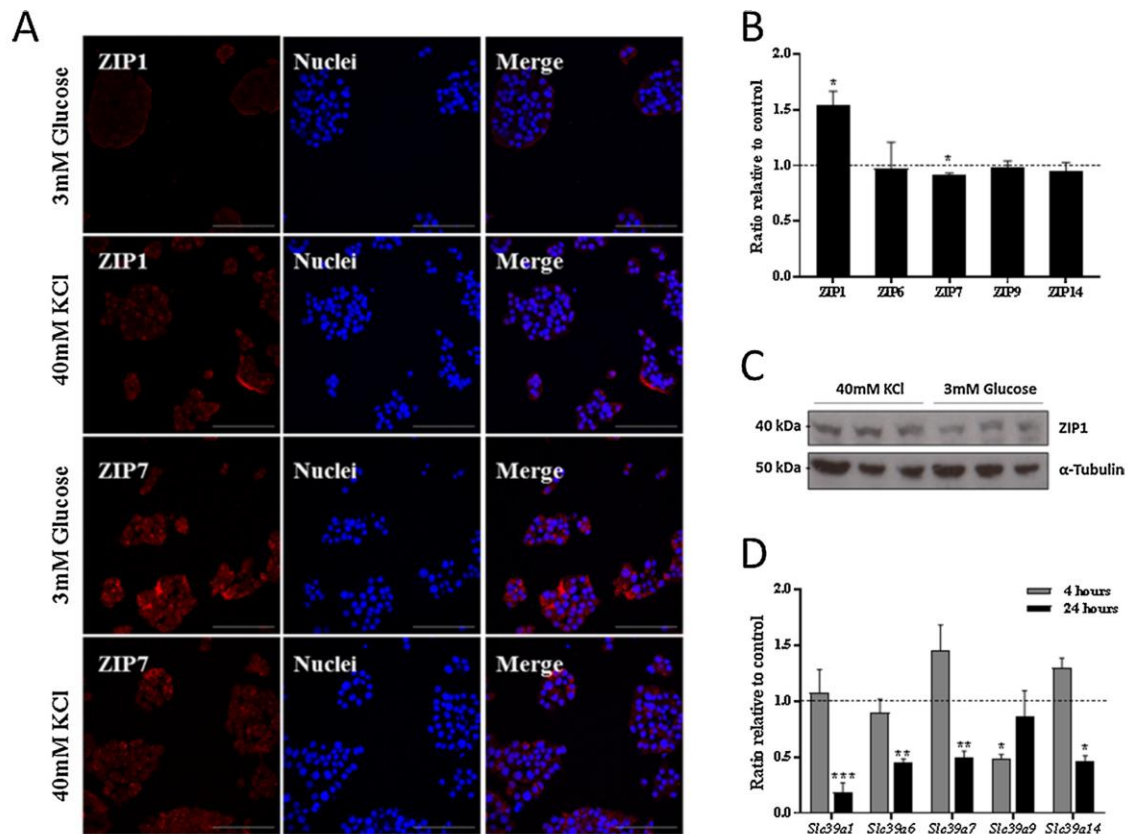 A
3mM Glucose
ZIP1
Nuclei
Merge
40mM KCl
ZIP1
Nuclei
Merge
3mM Glucose
ZIP7
Nuclei
Merge
40mM KCl
ZIP7
Nuclei
Merge
B
Ratio relative to control
2.0
1.5
1.0
0.5
0.0
*
*
ZIP1 ZIP6 ZIP7 ZIP9 ZIP14
C
40mM KCl 3mM Glucose
40 kDa ZIP1
50 kDa α-Tubulin
D
Ratio relative to control
4 hours
24 hours
2.0
1.5
1.0
0.5
0.0
*** ** ** * *
Slc39a1 Slc39a6 Slc39a7 Slc39a9 Slc39a14